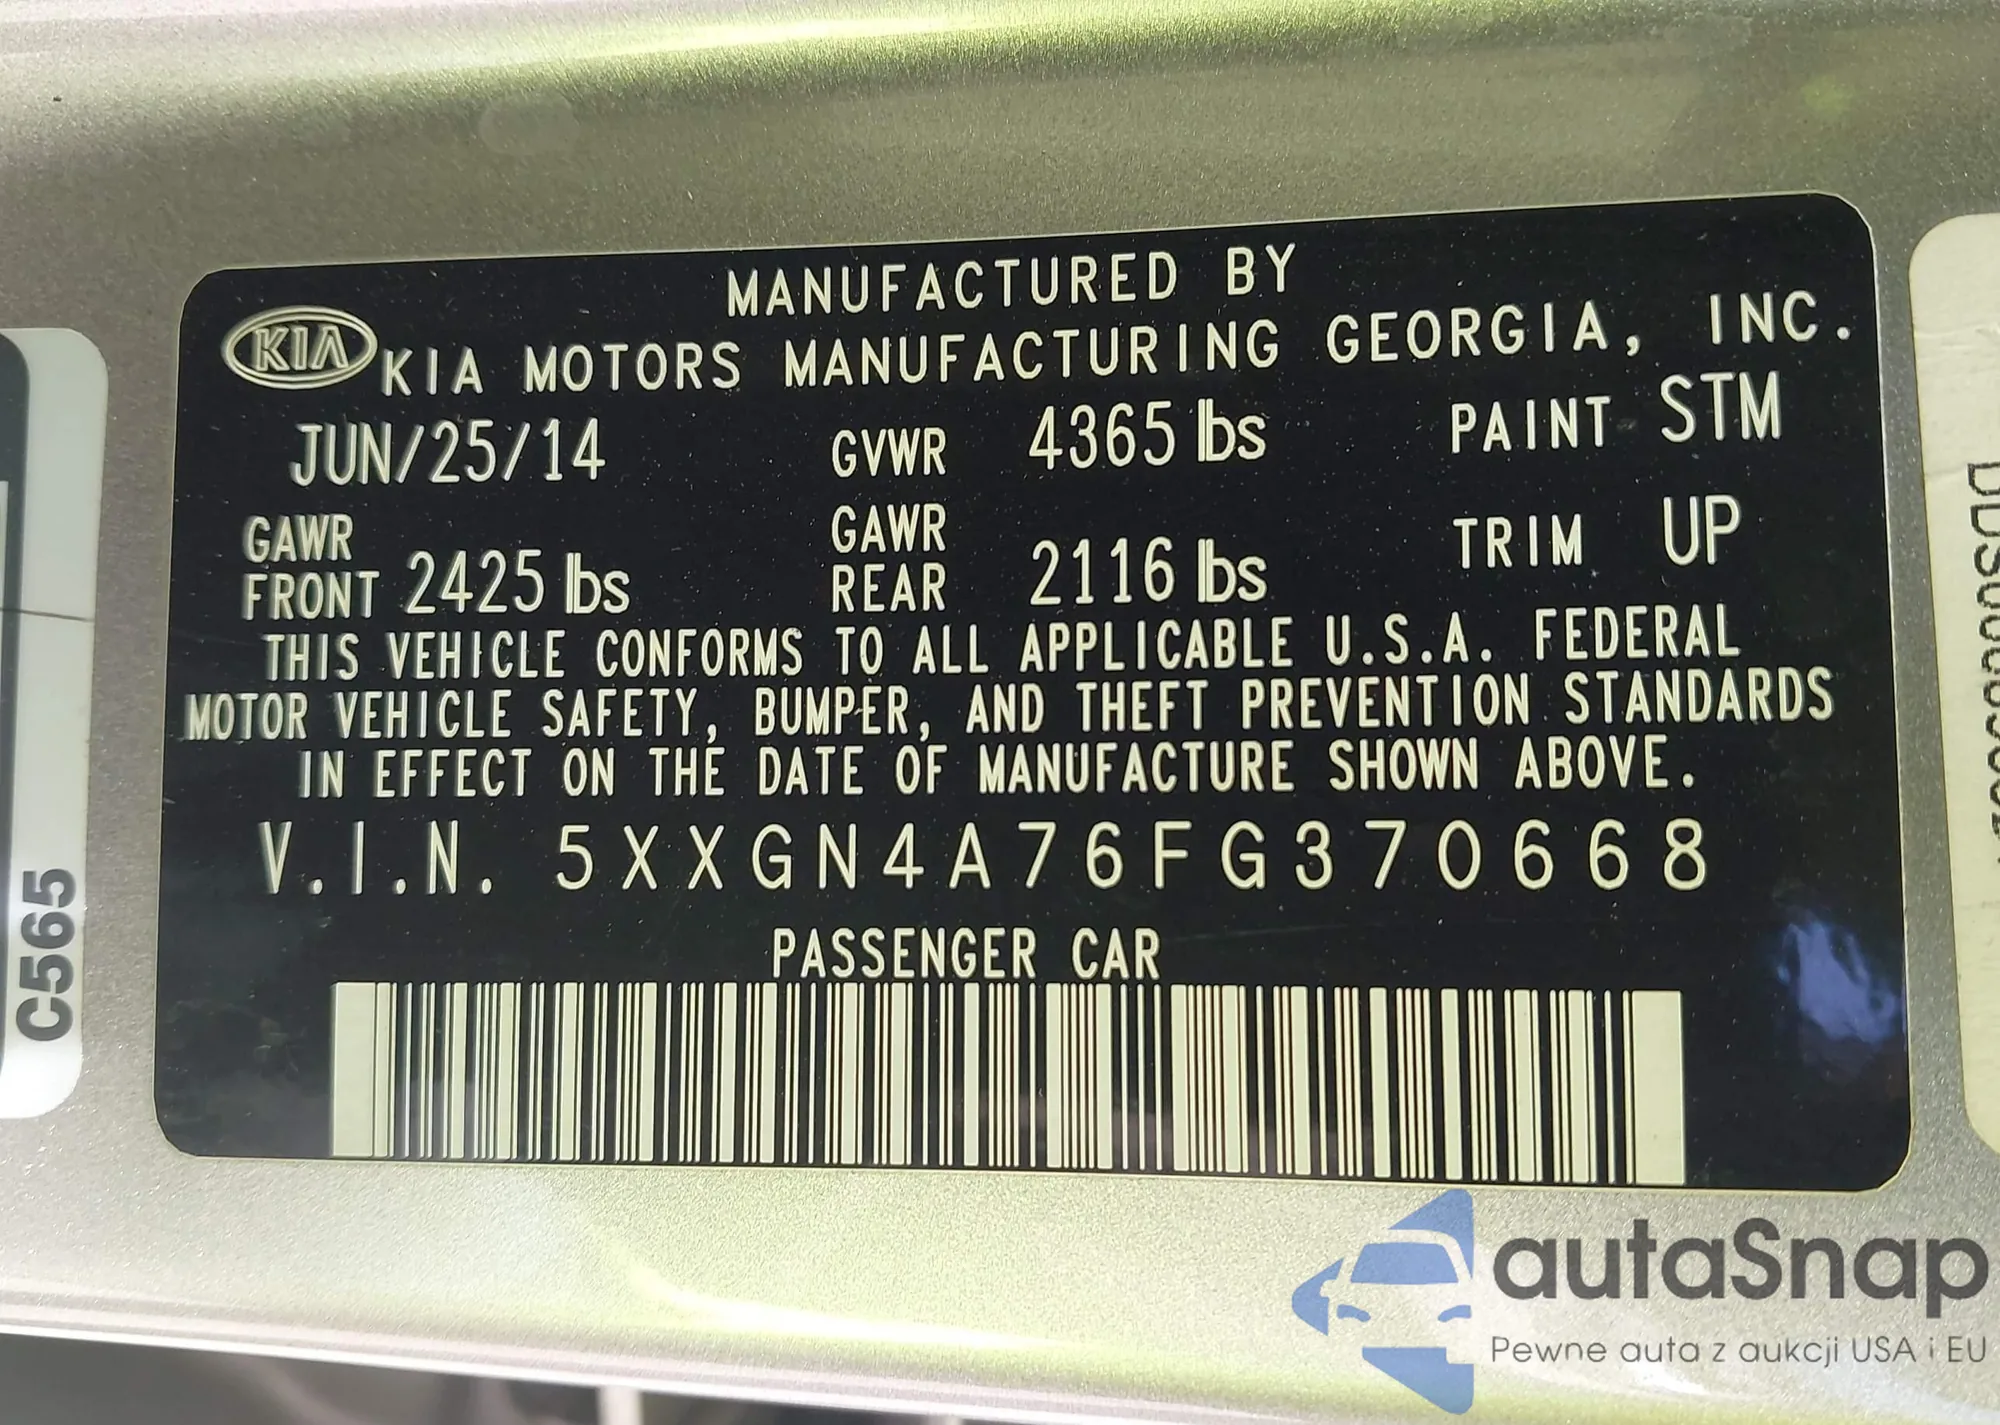 MANUFACTURED BY
KIA KIA MOTORS MANUFACTURING GEORGIA, INC.
JUN/25/14 GVWR 4365 lbs PAINT STM
GAWR FRONT 2425 lbs GAWR REAR 2116 lbs TRIM UP
THIS VEHICLE CONFORMS TO ALL APPLICABLE U.S.A. FEDERAL
MOTOR VEHICLE SAFETY, BUMPER, AND THEFT PREVENTION STANDARDS
IN EFFECT ON THE DATE OF MANUFACTURE SHOWN ABOVE.
V.I.N. 5XXGN4A76FG370668
PASSENGER CAR
C565
autaSnap
Pewne auta z aukcji USA i EU